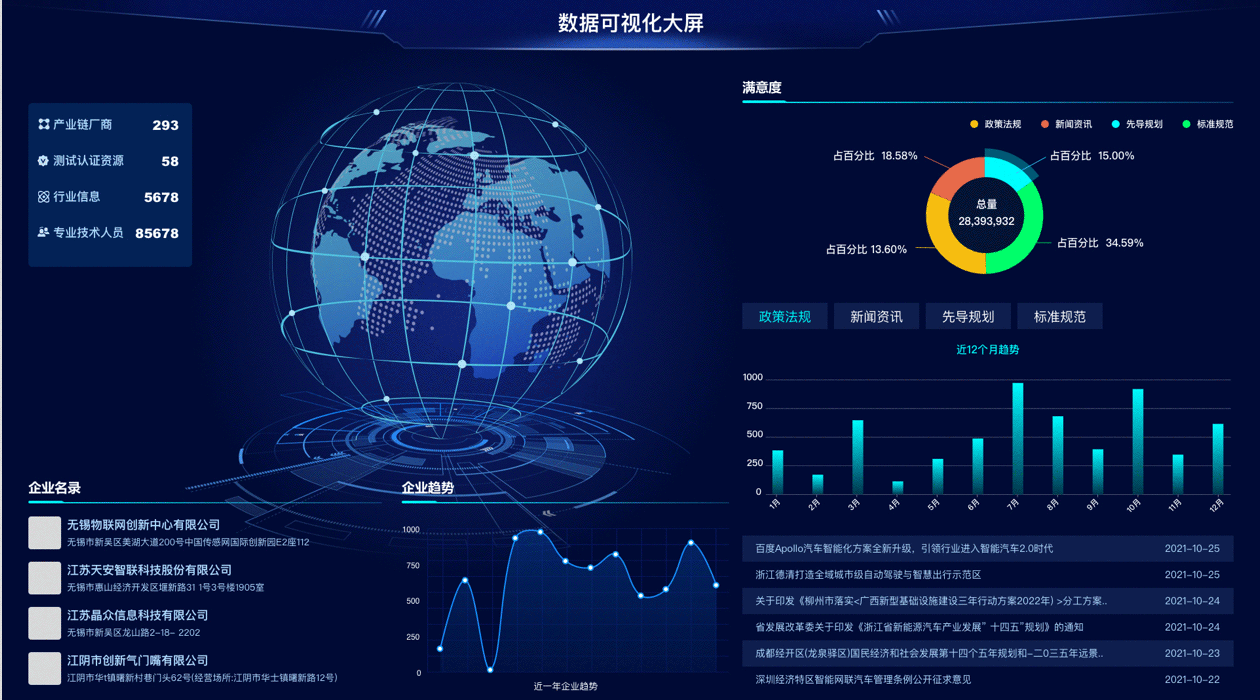 数据可视化大屏
产业链厂商 293
测试认证资源 58
行业信息 5678
专业技术人员 85678
满意度
政策法规 新闻资讯 先导规划 标准规范
占百分比 18.58%
占百分比 15.00%
总量
28,393,932
占百分比 13.60%
占百分比 34.59%
政策法规 新闻资讯 先导规划 标准规范
近12个月趋势
1000
750
500
250
0
1月 2月 3月 4月 5月 6月 7月 8月 9月 10月 11月 12月
企业名录
无锡物联网创新中心有限公司
无锡市新吴区美湖大道200号中国传感网国际创新园E2座112
江苏天安智联科技股份有限公司
无锡市惠山经济开发区堰新路31 1号3号楼1905室
江苏晶众信息科技有限公司
无锡市新吴区龙山路2-18- 2202
江阴市创新气门嘴有限公司
江阴市华t镇曙新村巷门头62号(经营场所:江阴市华士镇曙新路12号)
企业趋势
1000
750
500
250
0
近一年企业趋势
百度Apollo汽车智能化方案全新升级，引领行业进入智能汽车2.0时代 2021-10-25
浙江德清打造全域城市级自动驾驶与智慧出行示范区 2021-10-25
关于印发《柳州市落实<广西新型基础设施建设三年行动方案2022年) >分工方案.. 2021-10-24
省发展改革委关于印发《浙江省新能源汽车产业发展”十四五”规划》的通知 2021-10-24
成都经开区(龙泉驿区)国民经济和社会发展第十四个五年规划和-二0三五年远景.. 2021-10-23
深圳经济特区智能网联汽车管理条例公开征求意见 2021-10-22